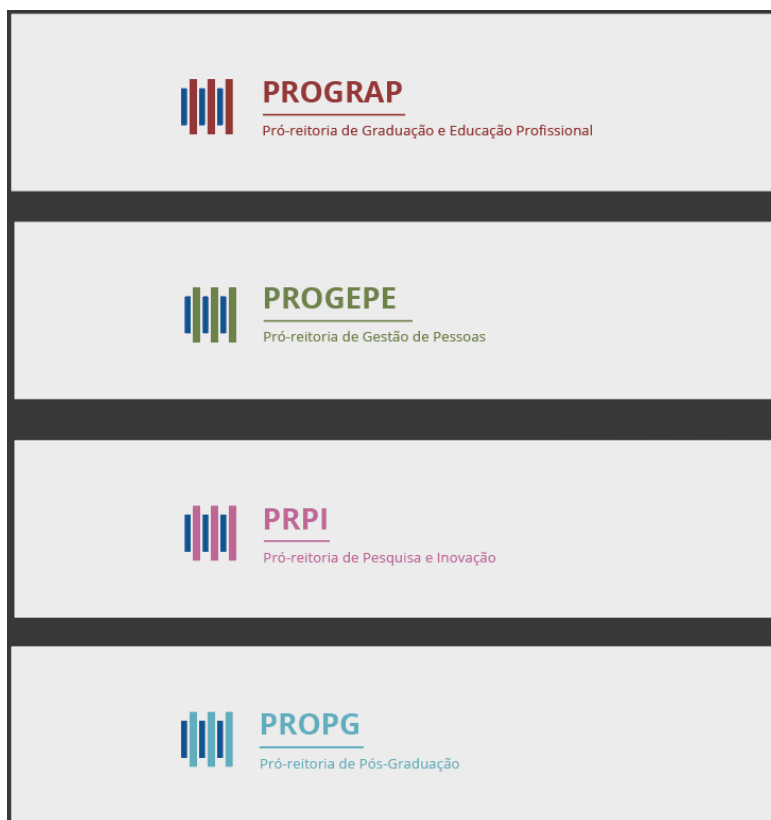 PROGRAP
Pró-reitoria de Graduação e Educação Profissional
PROGEPE
Pró-reitoria de Gestão de Pessoas
PRPI
Pró-reitoria de Pesquisa e Inovação
PROPG
Pró-reitoria de Pós-Graduação